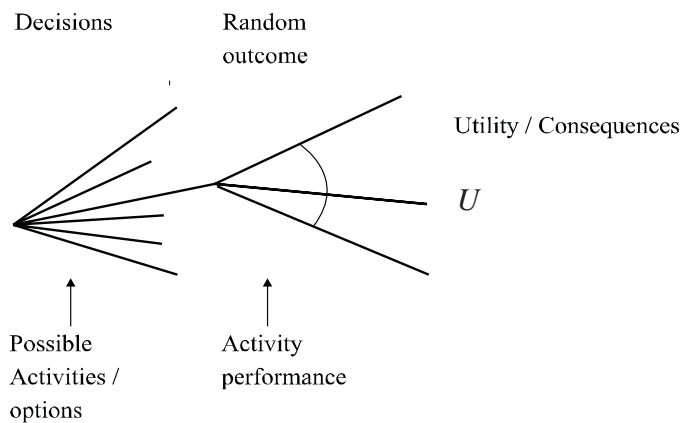 Decisions
Random
outcome
Utility / Consequences
U
Possible
Activities /
options
Activity
performance